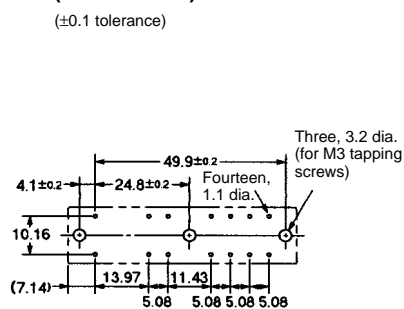 (±0.1 tolerance)
Three, 3.2 dia.
(for M3 tapping
screws)
49.9±0.2
Fourteen,
1.1 dia.
4.1±0.2
24.8±0.2
10.16
(7.14)
13.97
11.43
5.08
5.08 5.08 5.08